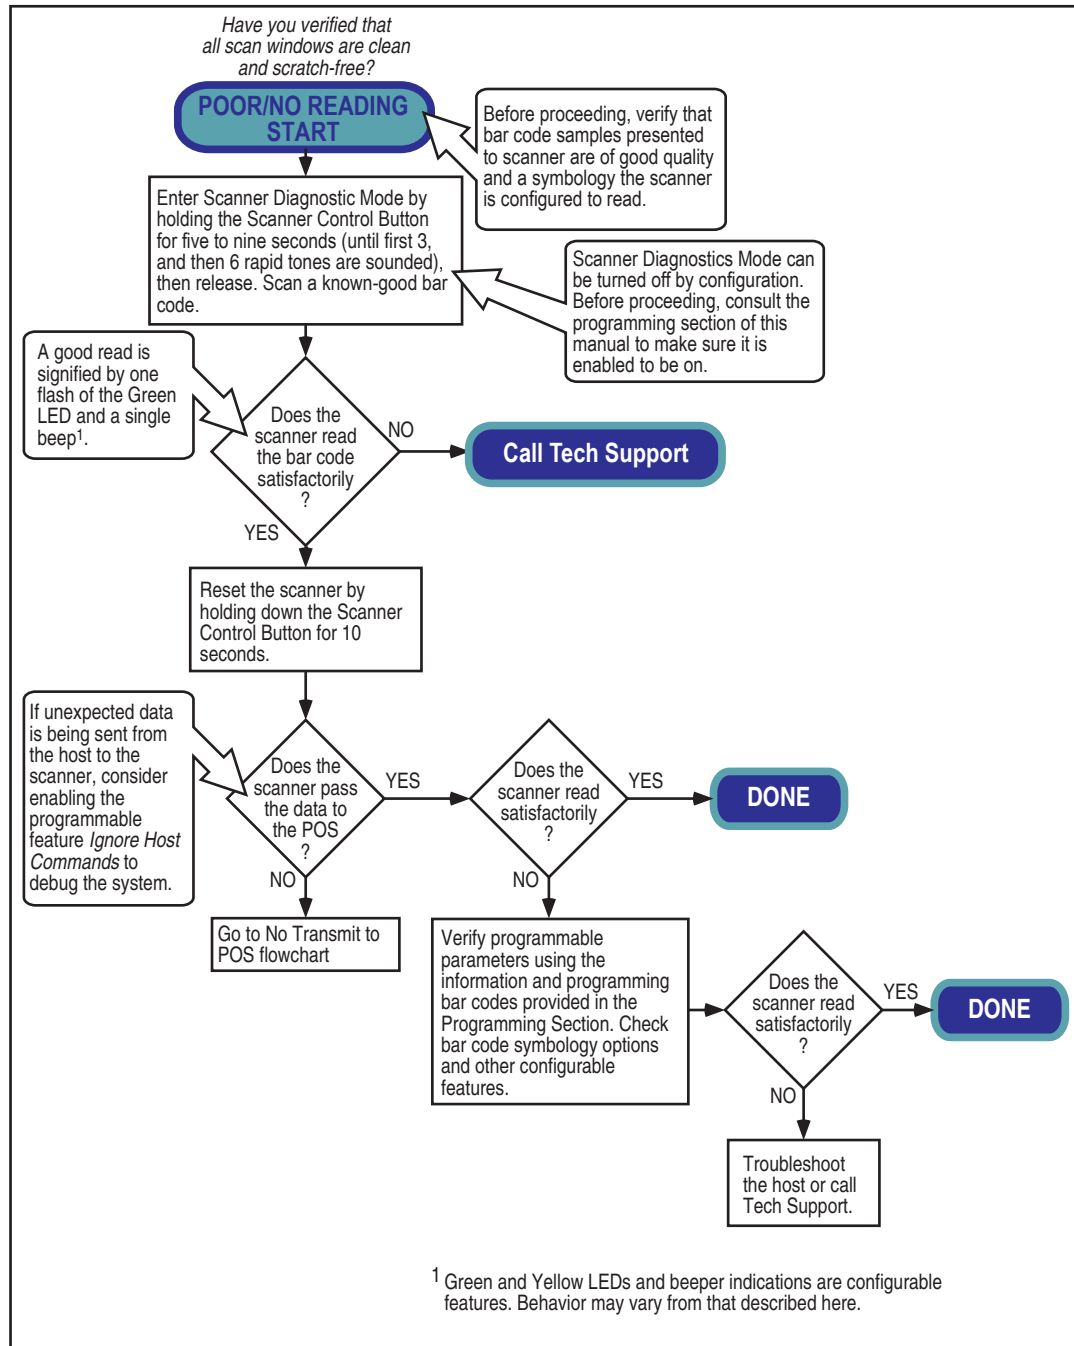 Have you verified that
all scan windows are clean
and scratch-free?
POOR/NO READING
START
Before proceeding, verify that
bar code samples presented
to scanner are of good quality
and a symbology the scanner
is configured to read.
Enter Scanner Diagnostic Mode by
holding the Scanner Control Button
for five to nine seconds (until first 3,
and then 6 rapid tones are sounded),
then release. Scan a known-good bar
code.
Scanner Diagnostics Mode can
be turned off by configuration.
Before proceeding, consult the
programming section of this
manual to make sure it is
enabled to be on.
A good read is
signified by one
flash of the Green
LED and a single
beep1.
Does the
scanner read
the bar code
satisfactorily
?
NO
Call Tech Support
YES
Reset the scanner by
holding down the Scanner
Control Button for 10
seconds.
If unexpected data
is being sent from
the host to the
scanner, consider
enabling the
programmable
feature Ignore Host
Commands to
debug the system.
Does the
scanner pass
the data to
the POS
?
YES
Does the
scanner read
satisfactorily
?
YES
DONE
NO
Go to No Transmit to
POS flowchart
NO
Verify programmable
parameters using the
information and programming
bar codes provided in the
Programming Section. Check
bar code symbology options
and other configurable
features.
Does the
scanner read
satisfactorily
?
YES
DONE
NO
Troubleshoot
the host or call
Tech Support.
1 Green and Yellow LEDs and beeper indications are configurable
features. Behavior may vary from that described here.